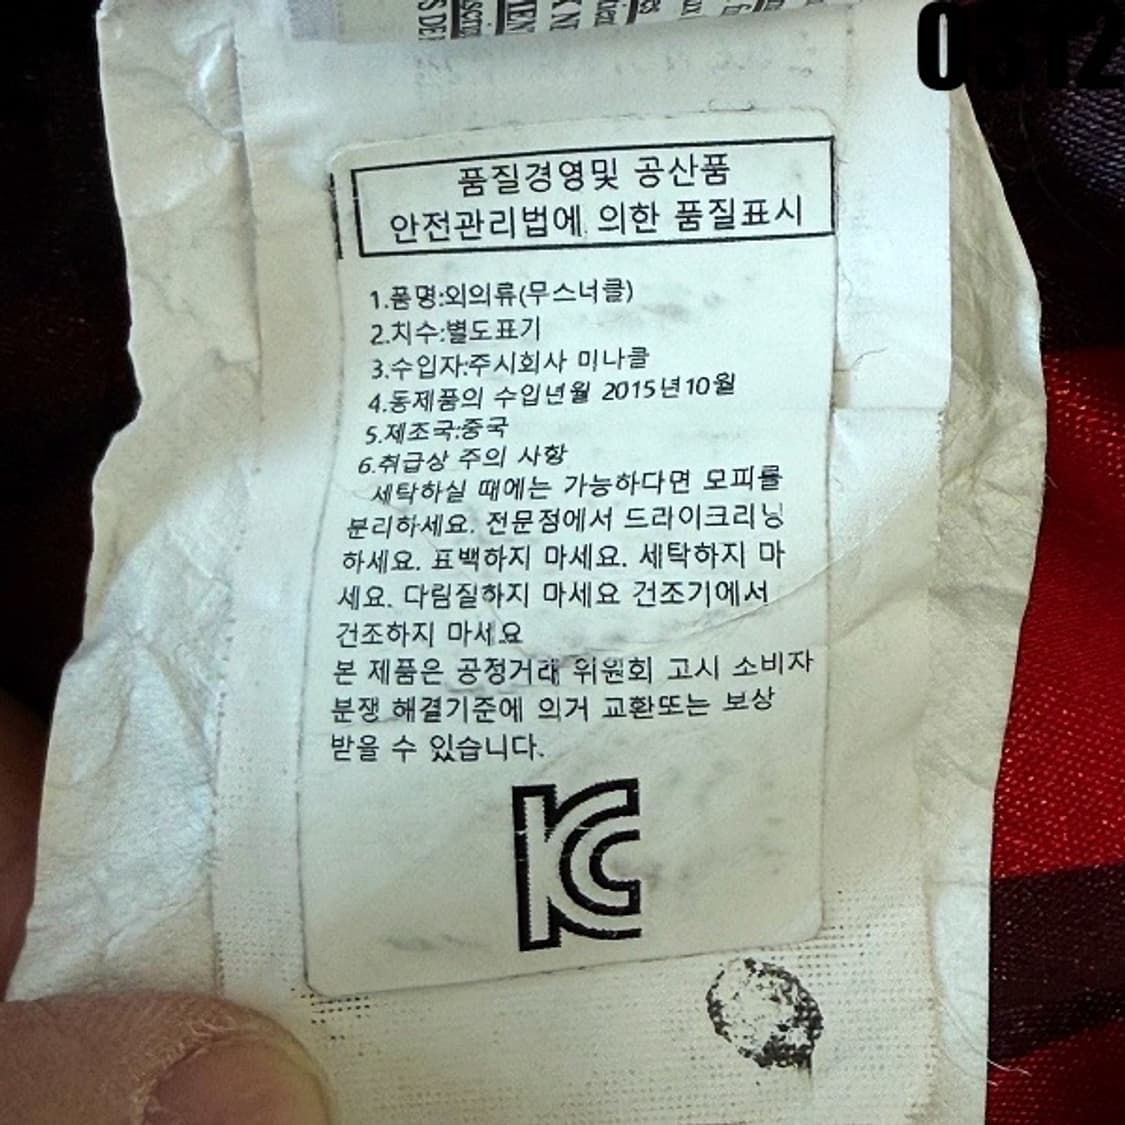 품질경영및 공산품
안전관리법에 의한 품질표시
1.품명:외의류(무스너클)
2.치수:별도표기
3.수입자:주시회사 미나클
4.동제품의 수입년월 2015년10월
5.제조국:중국
6.취급상 주의 사항
세탁하실 때에는 가능하다면 모피를
분리하세요. 전문점에서 드라이크리닝
하세요. 표백하지 마세요. 세탁하지 마
세요. 다림질하지 마세요 건조기에서
건조하지 마세요
본 제품은 공정거래 위원회 고시 소비자
분쟁 해결기준에 의거 교환또는 보상
받을 수 있습니다.
KC